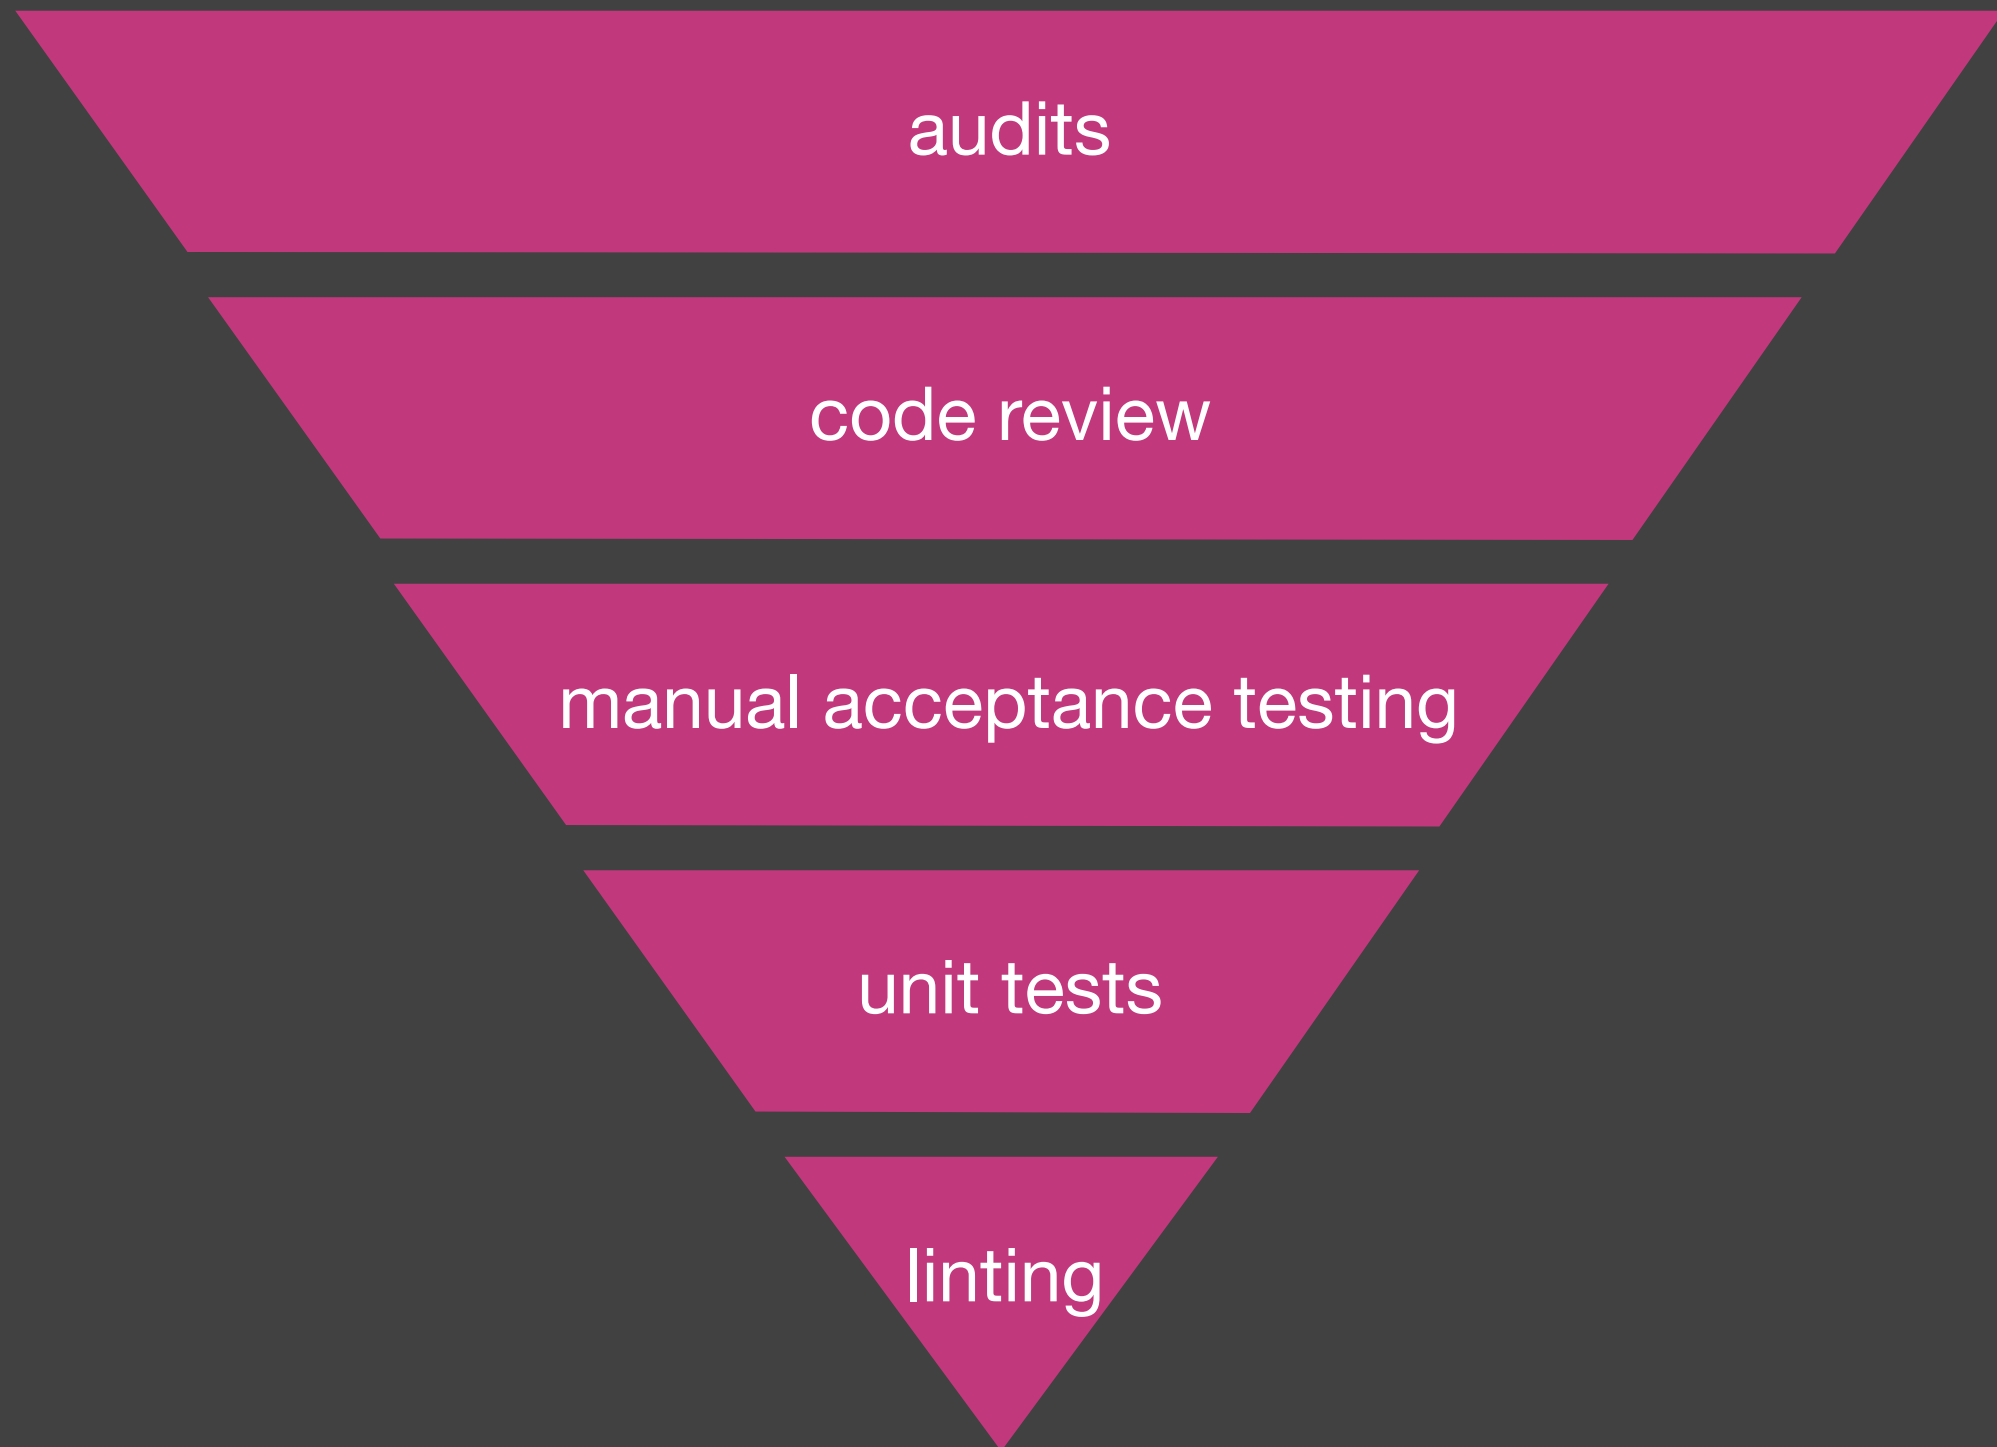 audits
code review
manual acceptance testing
unit tests
linting